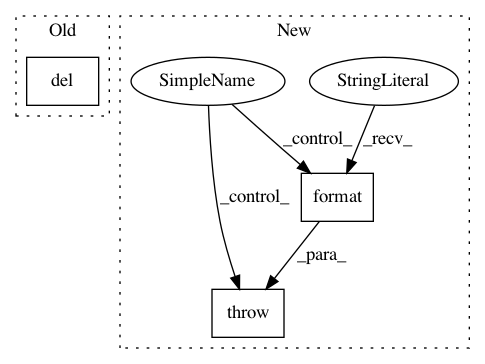 Old
New
del
SimpleName
StringLiteral
_control_
_recv_
_control_
format
_para_
throw